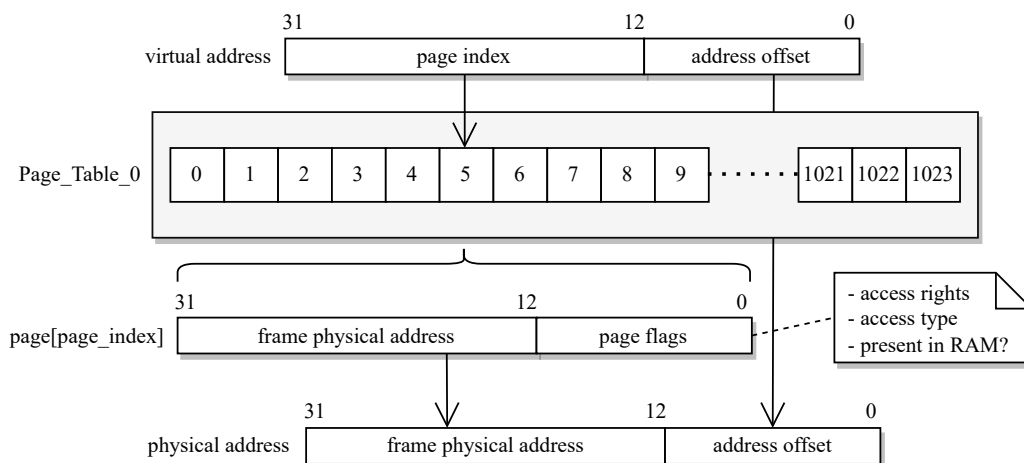 31 12 0
virtual address page index address offset
Page_Table_0 0 1 2 3 4 5 6 7 8 9 1021 1022 1023
31 12 0
page[page_index] frame physical address page flags
- access rights
- access type
- present in RAM?
31 12 0
physical address frame physical address address offset